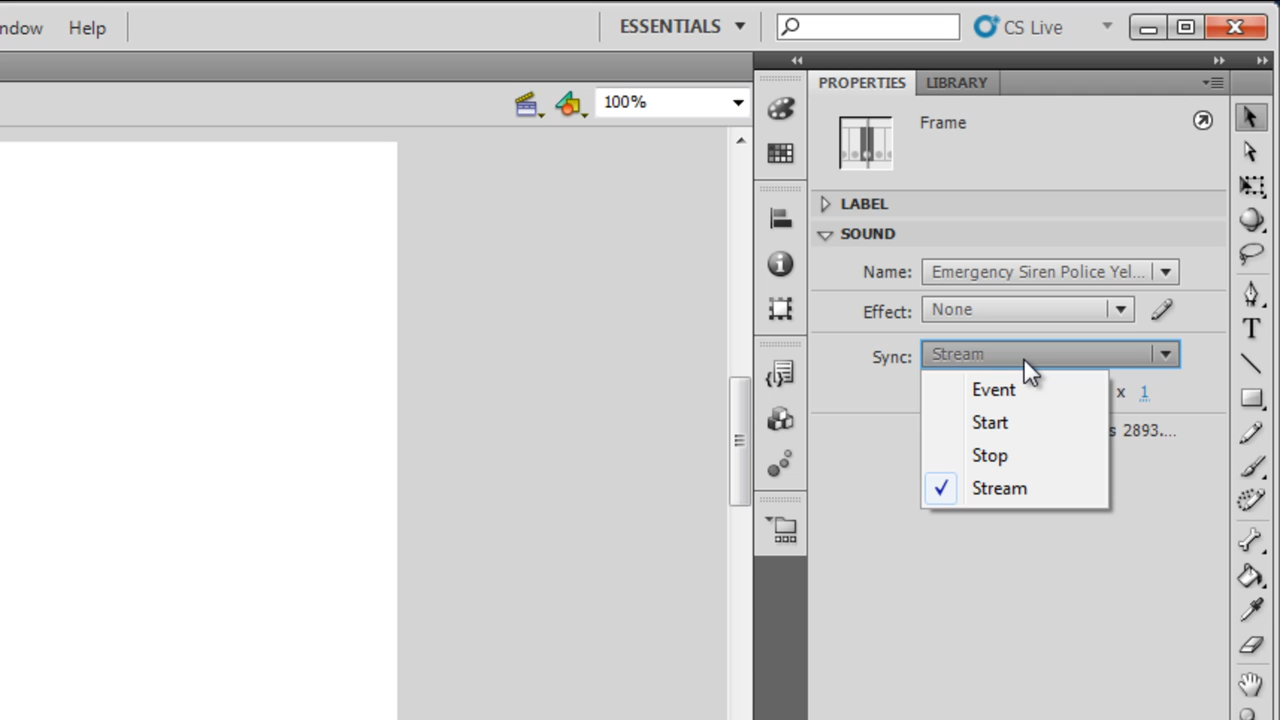 ndow Help ESSENTIALS CS Live
PROPERTIES LIBRARY
100%
Frame
LABEL
SOUND
Name: Emergency Siren Police Yel...
Effect: None
Sync: Stream
Event
x 1
Start
s 2893....
Stop
Stream